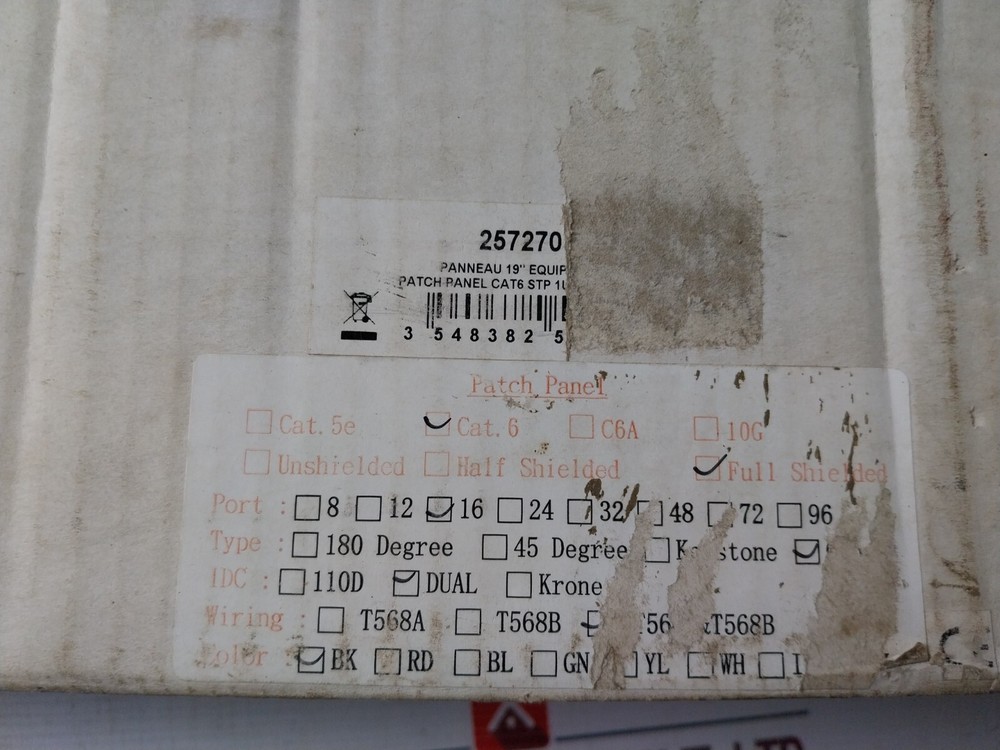 257270
PANNEAU 19" EQUIP
PATCH PANEL CAT6 STP 1U
3 548382 5
Patch Panel
Cat. 5e Cat. 6 C6A 10G
Unshielded Half Shielded Full Shielded
Port : 8 12 16 24 32 48 72 96
Type : 180 Degree 45 Degree
IDC : 110D DUAL Krone
Wiring : T568A T568B &T568B
Color : BK RD BL GN YL WH